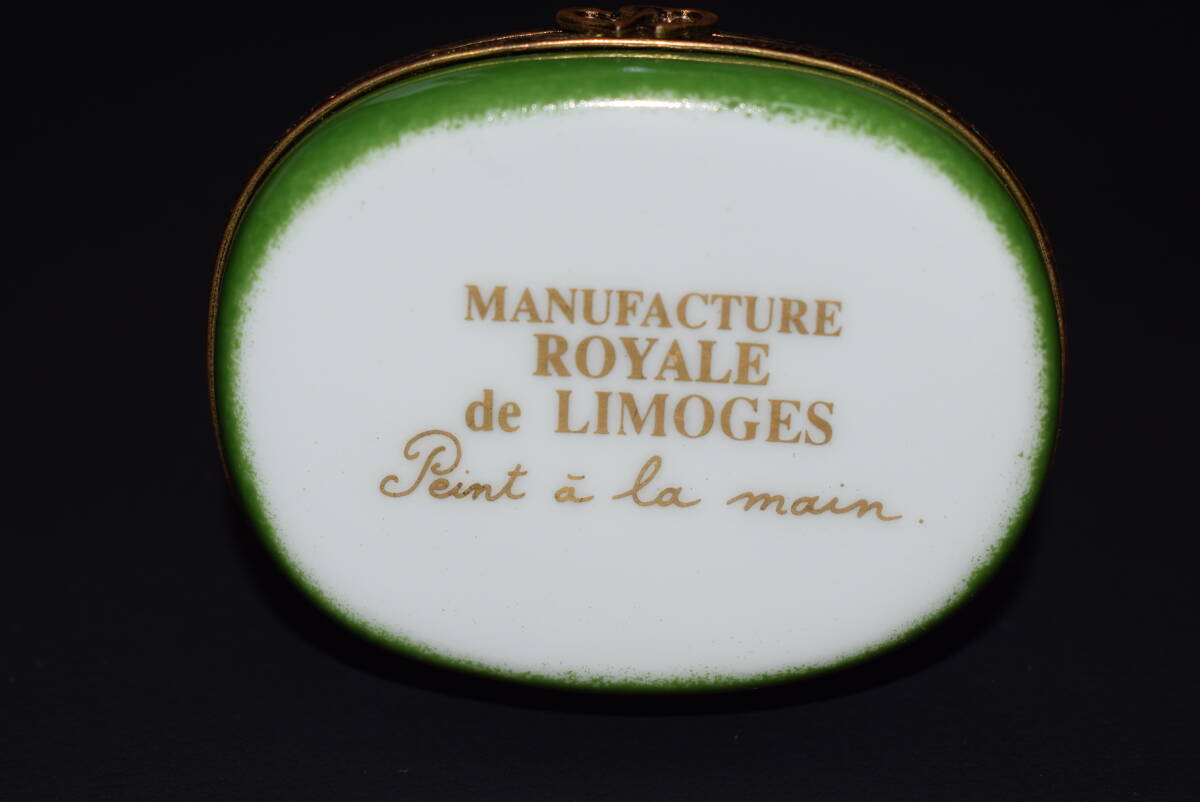 MANUFACTURE
ROYALE
de LIMOGES
Peint à la main.